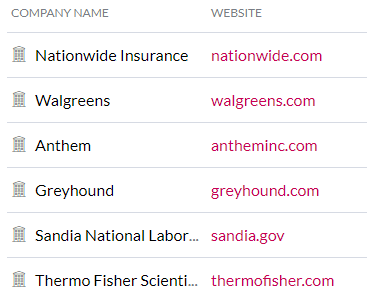 COMPANY NAME WEBSITE
Nationwide Insurance nationwide.com
Walgreens walgreens.com
Anthem antheminc.com
Greyhound greyhound.com
Sandia National Labor... sandia.gov
Thermo Fisher Scienti... thermofisher.com